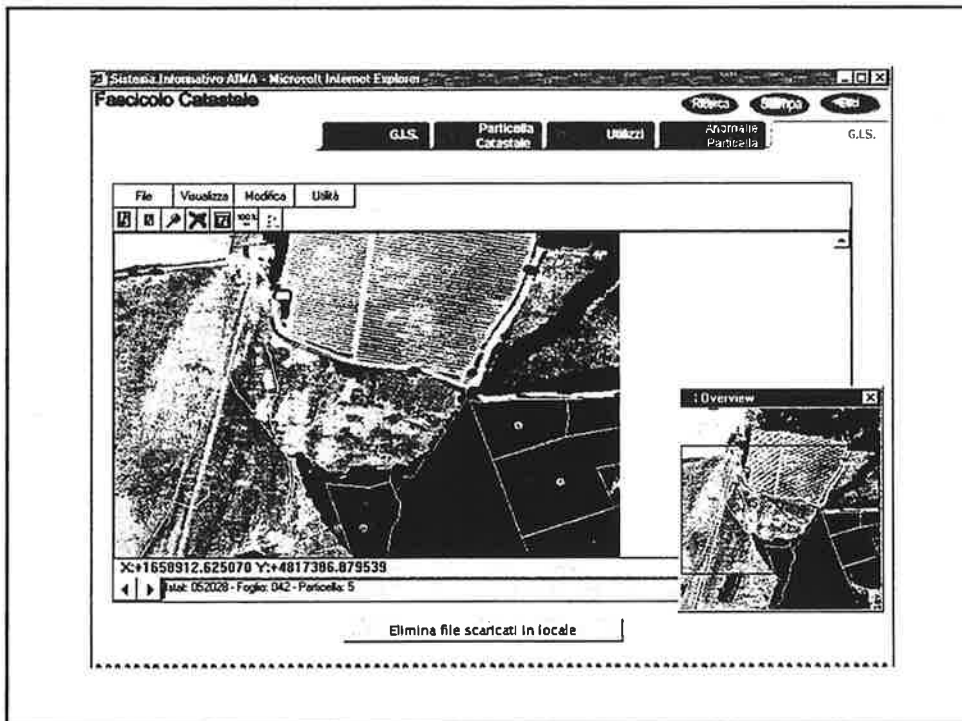 Sistema Informativo AIMA - Microsoft Internet Explorer
Fascicolo Catastale
Ricerca Stampa
G.I.S. Particella Catastale Utilizzi Anomalie Particella G.I.S.
File Visualizza Modifica Utilità
100%
: Overview
X:+1658912.625070 Y:+4817386.879539
Istat: 052028 - Foglio: 042 - Particella: 5
Elimina file scaricati in locale